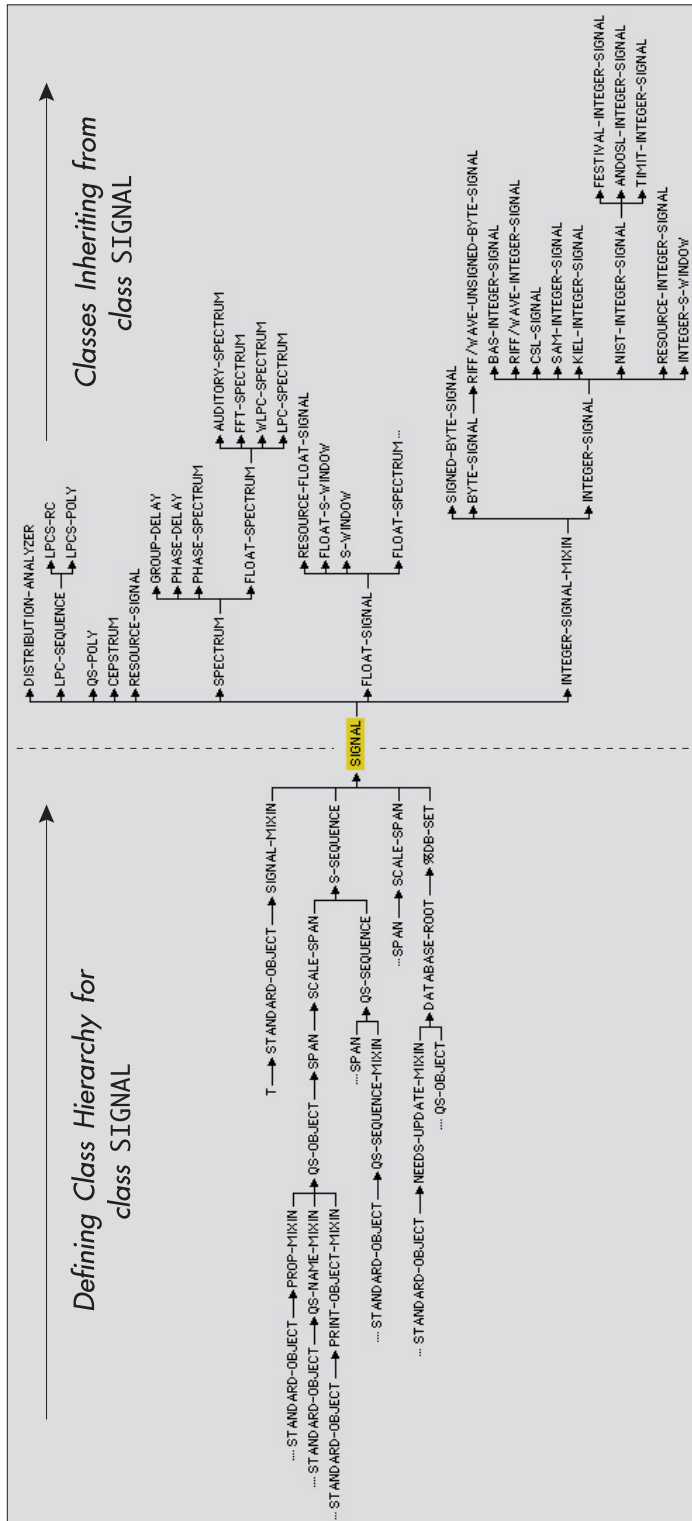 Defining Class Hierarchy for
class SIGNAL
Classes Inheriting from
class SIGNAL
T
STANDARD-OBJECT
SIGNAL-MIXIN
.... STANDARD-OBJECT
PROP-MIXIN
.... STANDARD-OBJECT
QS-NAME-MIXIN
.... STANDARD-OBJECT
PRINT-OBJECT-MIXIN
QS-OBJECT
SPAN
SCALE-SPAN
S-SEQUENCE
.... SPAN
.... STANDARD-OBJECT
QS-SEQUENCE-MIXIN
QS-SEQUENCE
... SPAN
SCALE-SPAN
.... STANDARD-OBJECT
NEEDS-UPDATE-MIXIN
.... QS-OBJECT
DATABASE-ROOT
%DB-SET
SIGNAL
DISTRIBUTION-ANALYZER
LPC-SEQUENCE
LPCS-RC
LPCS-POLY
QS-POLY
CEPSTRUM
RESOURCE-SIGNAL
SPECTRUM
GROUP-DELAY
PHASE-DELAY
PHASE-SPECTRUM
FLOAT-SPECTRUM
AUDITORY-SPECTRUM
FFT-SPECTRUM
WLPC-SPECTRUM
LPC-SPECTRUM
FLOAT-SIGNAL
RESOURCE-FLOAT-SIGNAL
FLOAT-S-WINDOW
S-WINDOW
FLOAT-SPECTRUM ...
INTEGER-SIGNAL-MIXIN
SIGNED-BYTE-SIGNAL
BYTE-SIGNAL
RIFF/WAVE-UNSIGNED-BYTE-SIGNAL
INTEGER-SIGNAL
BAS-INTEGER-SIGNAL
RIFF/WAVE-INTEGER-SIGNAL
CSL-SIGNAL
SAM-INTEGER-SIGNAL
KIEL-INTEGER-SIGNAL
NIST-INTEGER-SIGNAL
FESTIVAL-INTEGER-SIGNAL
ANDOSL-INTEGER-SIGNAL
TIMIT-INTEGER-SIGNAL
RESOURCE-INTEGER-SIGNAL
INTEGER-S-WINDOW